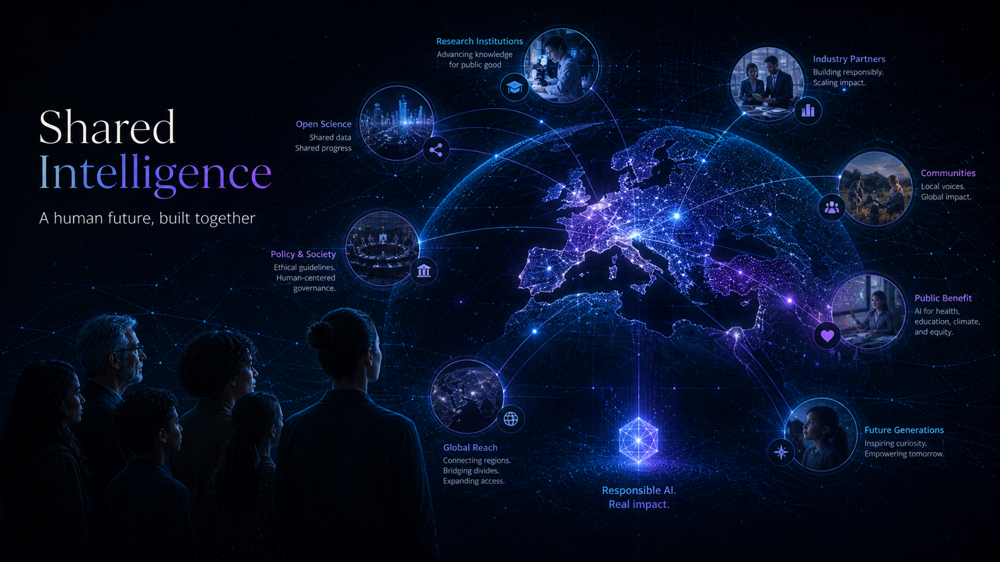 Shared
Intelligence
A human future, built together
Research Institutions
Advancing knowledge
for public good
Industry Partners
Building responsibly.
Scaling impact.
Open Science
Shared data
Shared progress
Communities
Local voices.
Global impact.
Policy & Society
Ethical guidelines.
Human-centered
governance.
Public Benefit
AI for health,
education, climate,
and equity.
Global Reach
Connecting regions.
Bridging divides.
Expanding access.
Future Generations
Inspiring curiosity.
Empowering tomorrow.
Responsible AI.
Real impact.